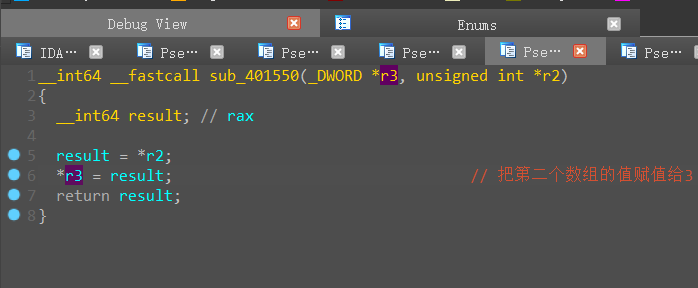 Debug View
Enums
IDA⋯
Pse⋯
Pse⋯
Pse⋯
Pse⋯
Pse⋯
1 __int64 __fastcall sub_401550(_DWORD *r3, unsigned int *r2)
2 {
3 __int64 result; // rax
4
5 result = *r2;
6 *r3 = result; // 把第二个数组的值赋值给3
7 return result;
8 }